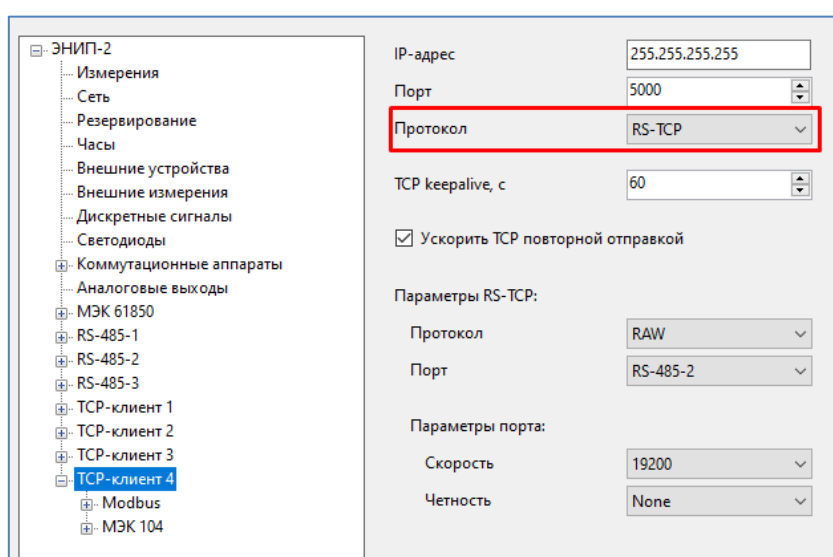 ЭНИП-2
Измерения
Сеть
Резервирование
Часы
Внешние устройства
Внешние измерения
Дискретные сигналы
Светодиоды
Коммутационные аппараты
Аналоговые выходы
МЭК 61850
RS-485-1
RS-485-2
RS-485-3
TCP-клиент 1
TCP-клиент 2
TCP-клиент 3
TCP-клиент 4
Modbus
МЭК 104
IP-адрес 255.255.255.255
Порт 5000
Протокол RS-TCP
TCP keepalive, с 60
Ускорить TCP повторной отправкой
Параметры RS-TCP:
Протокол RAW
Порт RS-485-2
Параметры порта:
Скорость 19200
Четность None